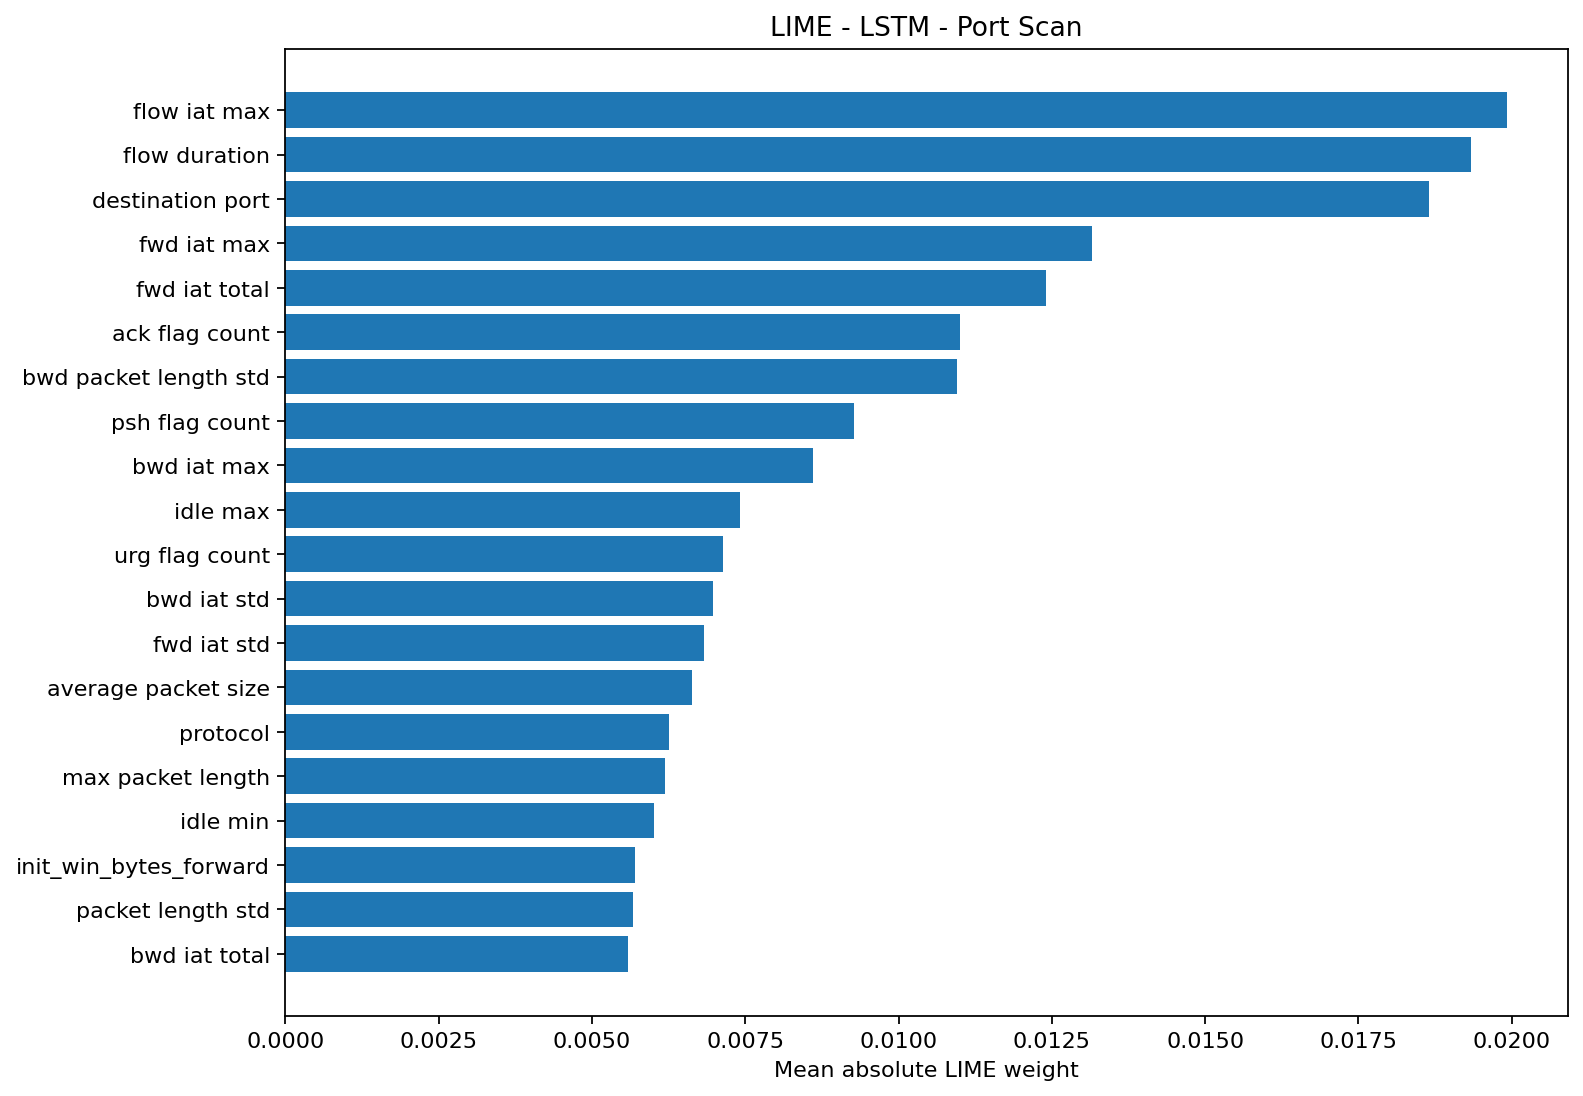 LIME - LSTM - Port Scan
flow iat max
flow duration
destination port
fwd iat max
fwd iat total
ack flag count
bwd packet length std
psh flag count
bwd iat max
idle max
urg flag count
bwd iat std
fwd iat std
average packet size
protocol
max packet length
idle min
init_win_bytes_forward
packet length std
bwd iat total
0.0000 0.0025 0.0050 0.0075 0.0100 0.0125 0.0150 0.0175 0.0200
Mean absolute LIME weight